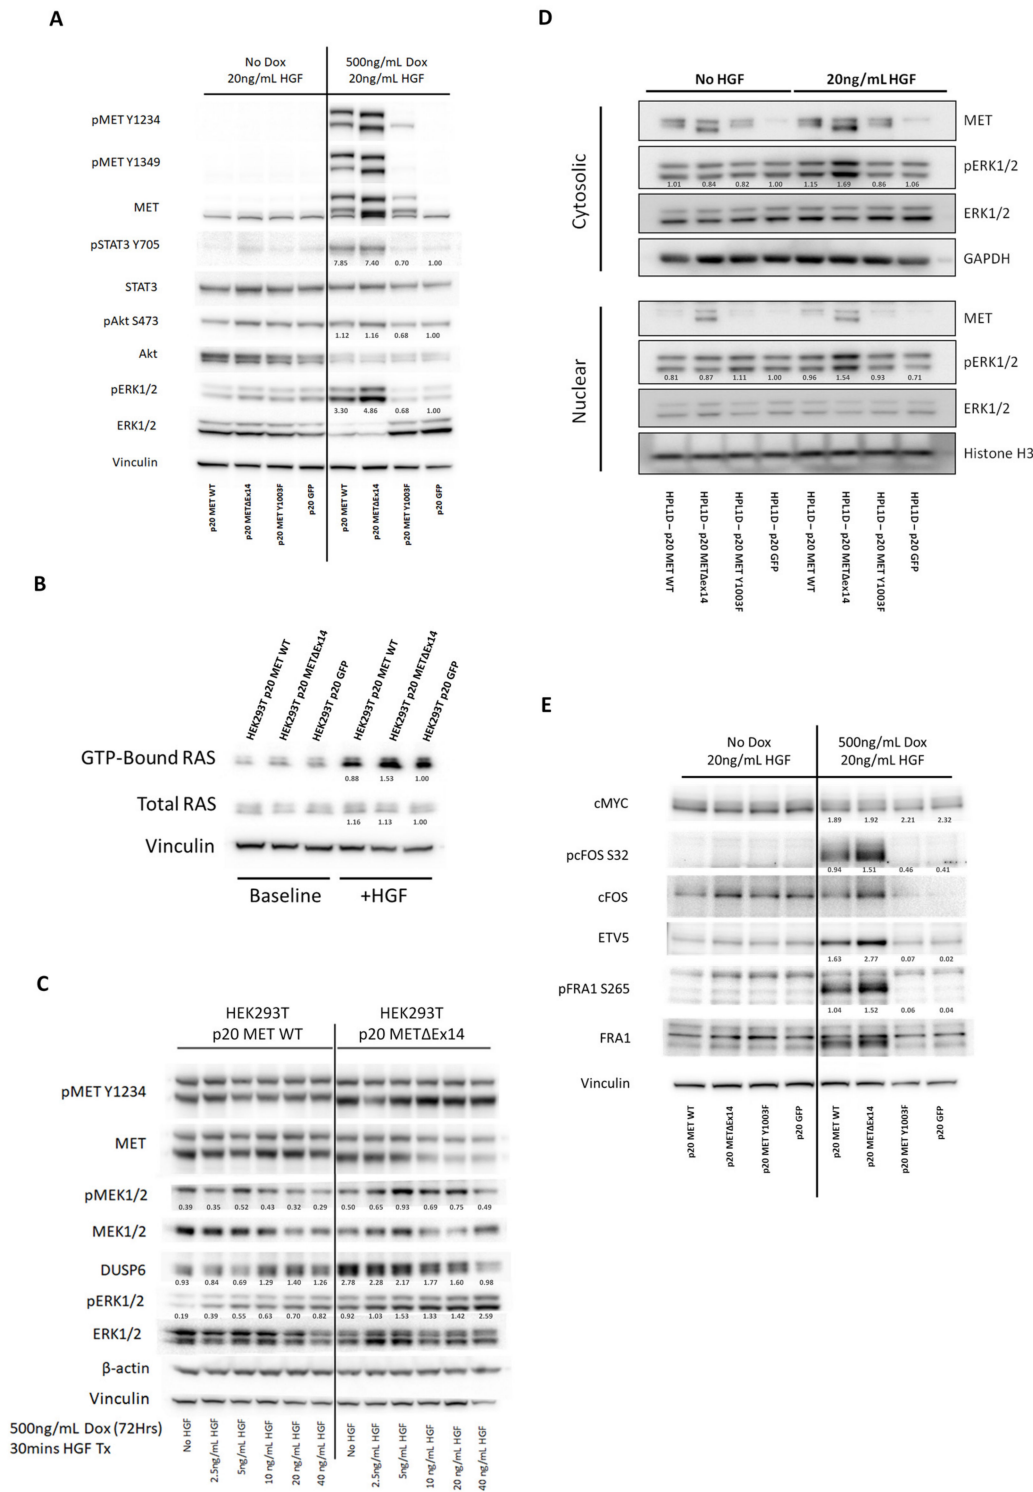 A
No Dox
20ng/mL HGF
500ng/mL Dox
20ng/mL HGF
pMET Y1234
pMET Y1349
MET
pSTAT3 Y705
7.85 7.40 0.70 1.00
STAT3
pAkt S473
1.12 1.16 0.68 1.00
Akt
pERK1/2
3.30 4.86 0.68 1.00
ERK1/2
Vinculin
p20 MET WT
p20 METΔEx14
p20 MET Y1003F
p20 GFP
p20 MET WT
p20 METΔEx14
p20 MET Y1003F
p20 GFP
B
HEK293T p20 MET WT
HEK293T p20 METΔEx14
HEK293T p20 GFP
HEK293T p20 MET WT
HEK293T p20 METΔEx14
HEK293T p20 GFP
GTP-Bound RAS
0.88 1.53 1.00
Total RAS
1.16 1.13 1.00
Vinculin
Baseline +HGF
C
HEK293T
p20 MET WT
HEK293T
p20 METΔEx14
pMET Y1234
MET
pMEK1/2
0.39 0.35 0.52 0.43 0.32 0.29 0.50 0.65 0.93 0.69 0.75 0.49
MEK1/2
DUSP6
0.93 0.84 0.69 1.29 1.40 1.26 2.78 2.28 2.17 1.77 1.60 0.98
pERK1/2
0.19 0.39 0.55 0.63 0.70 0.82 0.92 1.03 1.53 1.33 1.42 2.59
ERK1/2
β-actin
Vinculin
500ng/mL Dox (72Hrs)
30mins HGF Tx
No HGF
2.5ng/mL HGF
5ng/mL HGF
10 ng/mL HGF
20 ng/mL HGF
40 ng/mL HGF
No HGF
2.5ng/mL HGF
5ng/mL HGF
10 ng/mL HGF
20 ng/mL HGF
40 ng/mL HGF
D
No HGF 20ng/mL HGF
Cytosolic
MET
pERK1/2
1.01 0.84 0.82 1.00 1.15 1.69 0.86 1.06
ERK1/2
GAPDH
Nuclear
MET
pERK1/2
0.81 0.87 1.11 1.00 0.96 1.54 0.93 0.71
ERK1/2
Histone H3
HPL1D – p20 MET WT
HPL1D – p20 METΔex14
HPL1D – p20 MET Y1003F
HPL1D – p20 GFP
HPL1D – p20 MET WT
HPL1D – p20 METΔex14
HPL1D – p20 MET Y1003F
HPL1D – p20 GFP
E
No Dox
20ng/mL HGF
500ng/mL Dox
20ng/mL HGF
cMYC
1.89 1.92 2.21 2.32
pcFOS S32
0.94 1.51 0.46 0.41
cFOS
ETV5
1.63 2.77 0.07 0.02
pFRA1 S265
1.04 1.52 0.06 0.04
FRA1
Vinculin
p20 MET WT
p20 METΔEx14
p20 MET Y1003F
p20 GFP
p20 MET WT
p20 METΔEx14
p20 MET Y1003F
p20 GFP